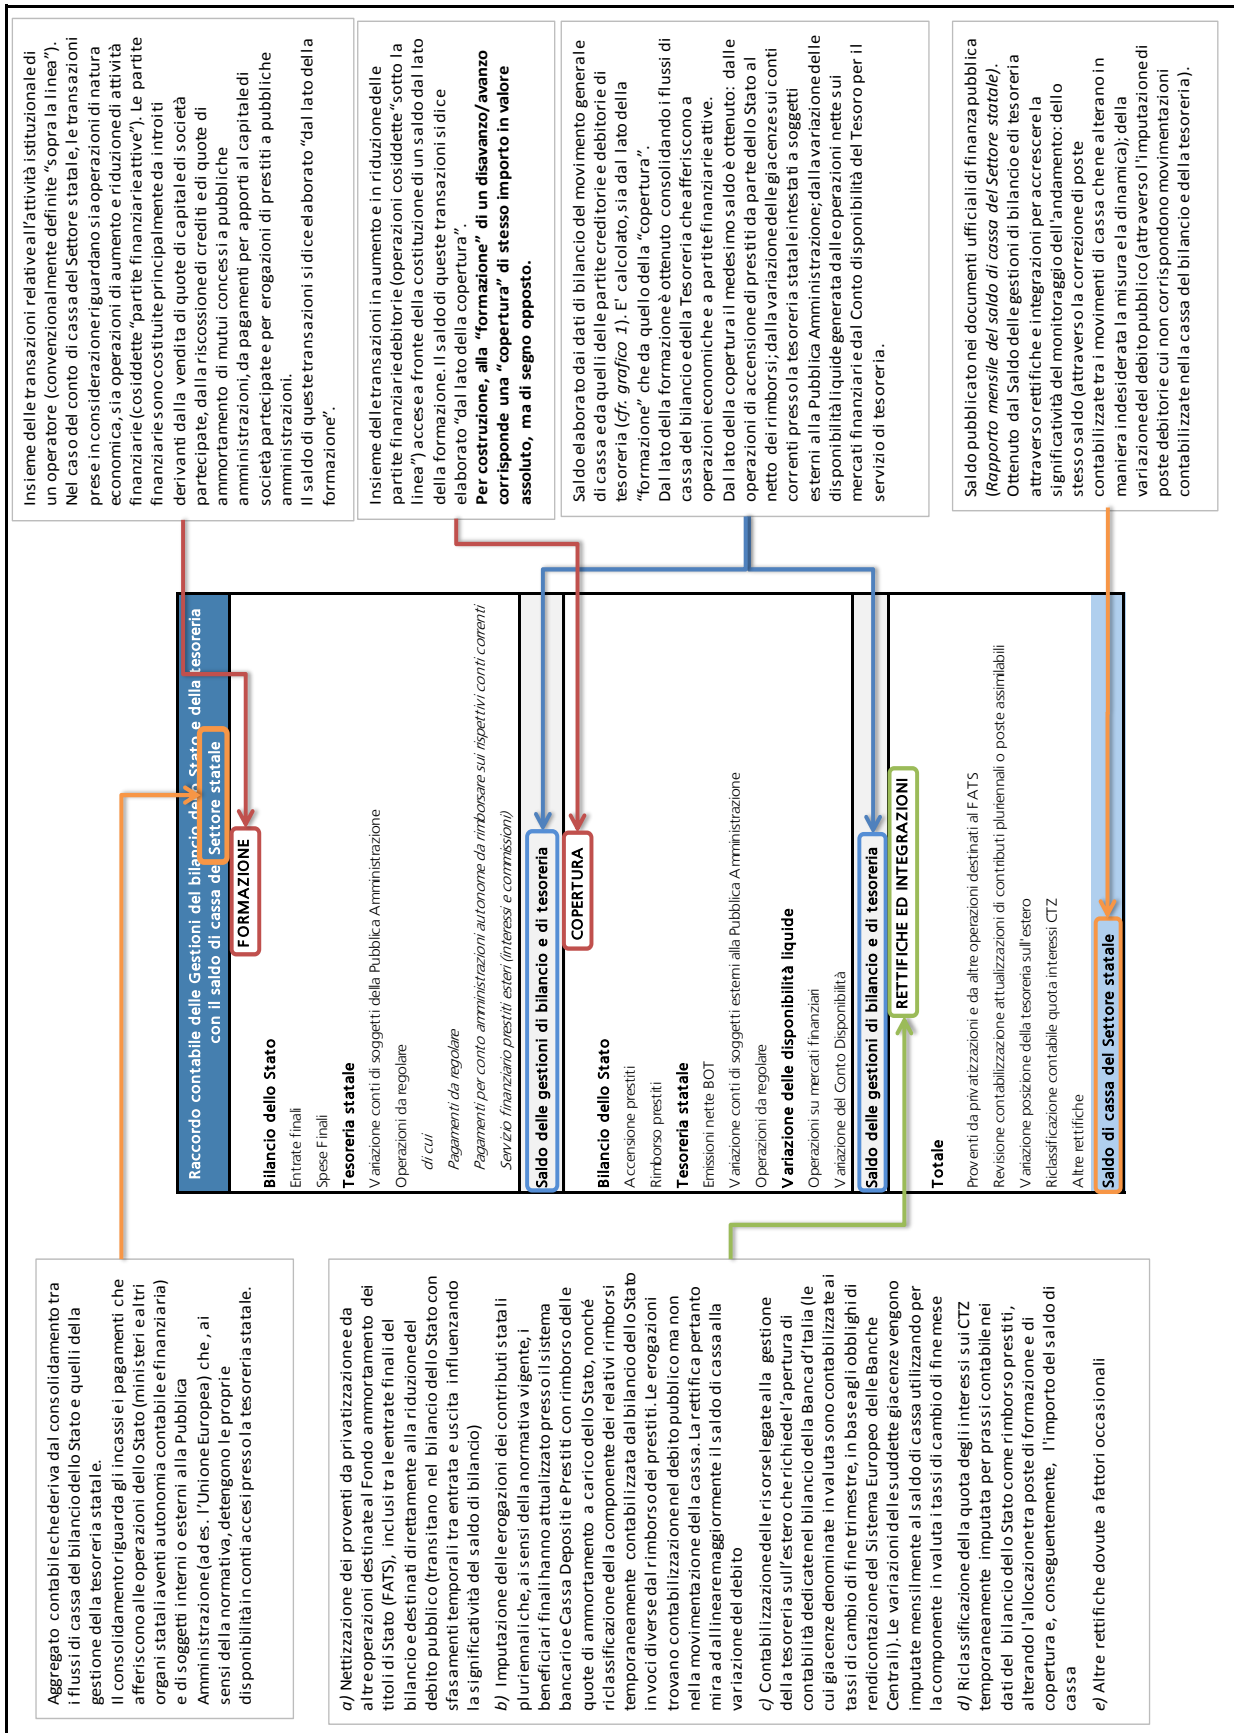 Aggregato contabile che deriva dal consolidamento tra
i flussi di cassa del bilancio dello Stato e quelli della
gestione della tesoreria statale.
Il consolidamento riguarda gli incassi e i pagamenti che
afferiscono alle operazioni dello Stato (ministeri e altri
organi statali aventi autonomia contabile e finanziaria)
e di soggetti interni o esterni alla Pubblica
Amministrazione (ad es. l'Unione Europea) che , ai
sensi della normativa, detengono le proprie
disponibilità in conti accesi presso la tesoreria statale.
a) Nettizzazione dei proventi da privatizzazione e da
altre operazioni destinate al Fondo ammortamento dei
titoli di Stato (FATS), inclusi tra le entrate finali del
bilancio e destinati direttamente alla riduzione del
debito pubblico (transitano nel bilancio dello Stato con
sfasamenti temporali tra entrata e uscita influenzando
la significatività del saldo di bilancio)
b) Imputazione delle erogazioni dei contributi statali
pluriennali che, ai sensi della normativa vigente, i
beneficiari finali hanno attualizzato presso il sistema
bancario e Cassa Depositi e Prestiti con rimborso delle
quote di ammortamento a carico dello Stato, nonché
riclassificazione della componente dei relativi rimborsi
temporaneamente contabilizzata dal bilancio dello Stato
in voci diverse dal rimborso dei prestiti. Le erogazioni
trovano contabilizzazione nel debito pubblico ma non
nella movimentazione della cassa. La rettifica pertanto
mira ad allineare maggiormente il saldo di cassa alla
variazione del debito
c) Contabilizzazione delle risorse legate alla gestione
della tesoreria sull'estero che richiede l'apertura di
contabilità dedicate nel bilancio della Banca d'Italia (le
cui giacenze denominate in valuta sono contabilizzate ai
tassi di cambio di fine trimestre, in base agli obblighi di
rendicontazione del Sistema Europeo delle Banche
Centrali). Le variazioni delle suddette giacenze vengono
imputate mensilmente al saldo di cassa utilizzando per
la componente in valuta i tassi di cambio di fine mese
d) Riclassificazione della quota degli interessi sui CTZ
temporaneamente imputata per prassi contabile nei
dati del bilancio dello Stato come rimborso prestiti,
alterando l'allocazione tra poste di formazione e di
copertura e, conseguentemente, l'importo del saldo di
cassa
e) Altre rettifiche dovute a fattori occasionali
Raccordo contabile delle Gestioni del bilancio dello Stato e della tesoreria
con il saldo di cassa del Settore statale
FORMAZIONE
Bilancio dello Stato
Entrate finali
Spese Finali
Tesoreria statale
Variazione conti di soggetti della Pubblica Amministrazione
Operazioni da regolare
di cui
Pagamenti da regolare
Pagamenti per conto amministrazioni autonome da rimborsare sui rispettivi conti correnti
Servizio finanziario prestiti esteri (interessi e commissioni)
Saldo delle gestioni di bilancio e di tesoreria
COPERTURA
Bilancio dello Stato
Accensione prestiti
Rimborso prestiti
Tesoreria statale
Emissioni nette BOT
Variazione conti di soggetti esterni alla Pubblica Amministrazione
Operazioni da regolare
Variazione delle disponibilità liquide
Operazioni su mercati finanziari
Variazione del Conto Disponibilità
Saldo delle gestioni di bilancio e di tesoreria
RETTIFICHE ED INTEGRAZIONI
Totale
Proventi da privatizzazioni e da altre operazioni destinati al FATS
Revisione contabilizzazione attualizzazioni di contributi pluriennali o poste assimilabili
Variazione posizione della tesoreria sull'estero
Riclassificazione contabile quota interessi CTZ
Altre rettifiche
Saldo di cassa del Settore statale
Insieme delle transazioni relative all'attività istituzionale di
un operatore (convenzionalmente definite "sopra la linea").
Nel caso del conto di cassa del Settore statale, le transazioni
prese in considerazione riguardano sia operazioni di natura
economica, sia operazioni di aumento e riduzione di attività
finanziarie (cosiddette "partite finanziarie attive"). Le partite
finanziarie sono costituite principalmente da introiti
derivanti dalla vendita di quote di capitale di società
partecipate, dalla riscossione di crediti e di quote di
ammortamento di mutui concessi a pubbliche
amministrazioni, da pagamenti per apporti al capitale di
società partecipate e per erogazioni di prestiti a pubbliche
amministrazioni.
Il saldo di queste transazioni si dice elaborato "dal lato della
formazione".
Insieme delle transazioni in aumento e in riduzione delle
partite finanziarie debitorie (operazioni cosiddette "sotto la
linea") accese a fronte della costituzione di un saldo dal lato
della formazione. Il saldo di queste transazioni si dice
elaborato "dal lato della copertura".
Per costruzione, alla "formazione" di un disavanzo/avanzo
corrisponde una "copertura" di stesso importo in valore
assoluto, ma di segno opposto.
Saldo elaborato dai dati di bilancio del movimento generale
di cassa e da quelli delle partite creditorie e debitorie di
tesoreria (cfr. grafico 1). E' calcolato, sia dal lato della
"formazione" che da quello della "copertura".
Dal lato della formazione è ottenuto consolidando i flussi di
cassa del bilancio e della Tesoreria che afferiscono a
operazioni economiche e a partite finanziarie attive.
Dal lato della copertura il medesimo saldo è ottenuto: dalle
operazioni di accensione di prestiti da parte dello Stato al
netto dei rimborsi; dalla variazione delle giacenze sui conti
correnti presso la tesoreria statale intestati a soggetti
esterni alla Pubblica Amministrazione; dalla variazione delle
disponibilità liquide generata dalle operazioni nette sui
mercati finanziari e dal Conto disponibilità del Tesoro per il
servizio di tesoreria.
Saldo pubblicato nei documenti ufficiali di finanza pubblica
(Rapporto mensile del saldo di cassa del Settore statale).
Ottenuto dal Saldo delle gestioni di bilancio e di tesoreria
attraverso rettifiche e integrazioni per accrescere la
significatività del monitoraggio dell'andamento: dello
stesso saldo (attraverso la correzione di poste
contabilizzate tra i movimenti di cassa che ne alterano in
maniera indesiderata la misura e la dinamica); della
variazione del debito pubblico (attraverso l'imputazione di
poste debitorie cui non corrispondono movimentazioni
contabilizzate nella cassa del bilancio e della tesoreria).